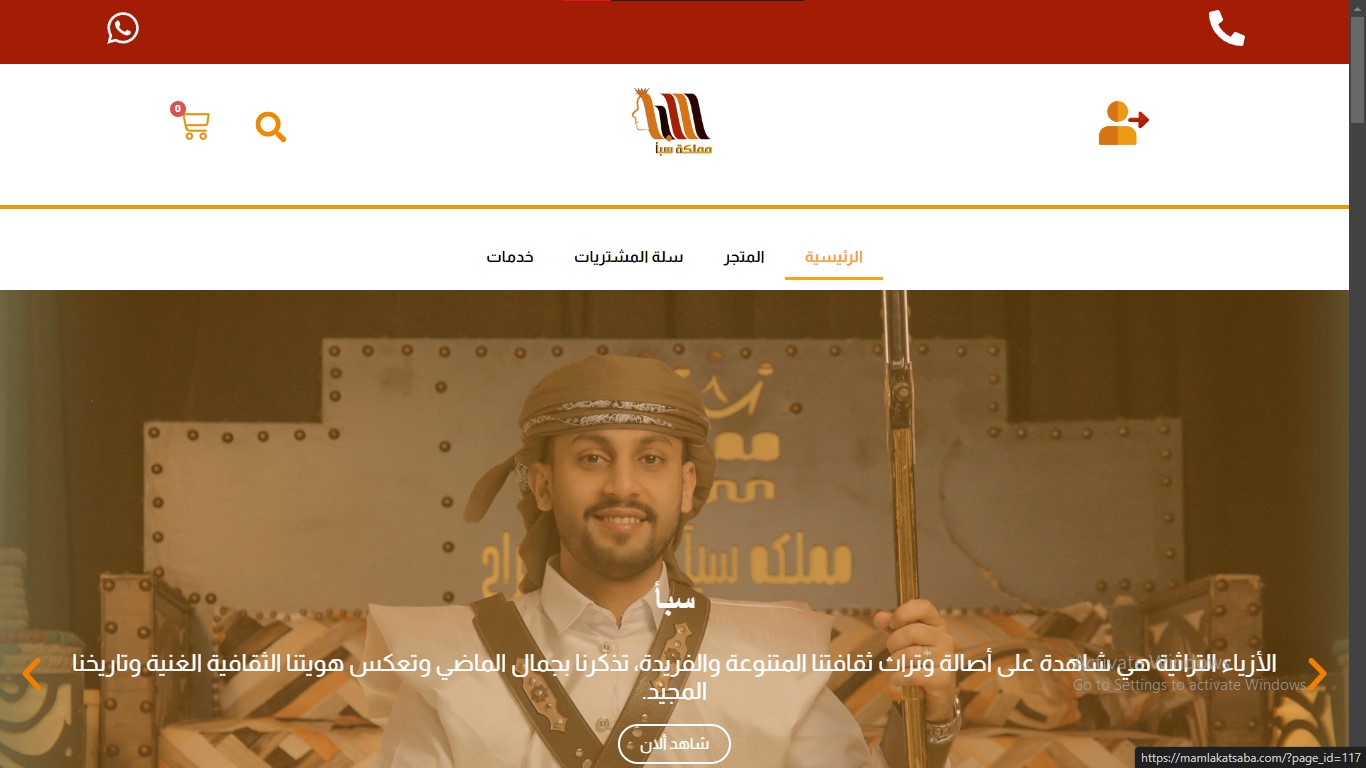 0
مملكة سبأ
الرئيسية
المتجر
سلة المشتريات
خدمات
مملكه سبأ
سبأ
الأزياء التراثية هي شاهدة على أصالة وتراث ثقافتنا المتنوعة والفريدة، تذكرنا بجمال الماضي وتعكس هويتنا الثقافية الغنية وتاريخنا
المجيد.
شاهد ألان
Activate Windows
Go to Settings to activate Windows.
https://mamlakatsaba.com/?page_id=117